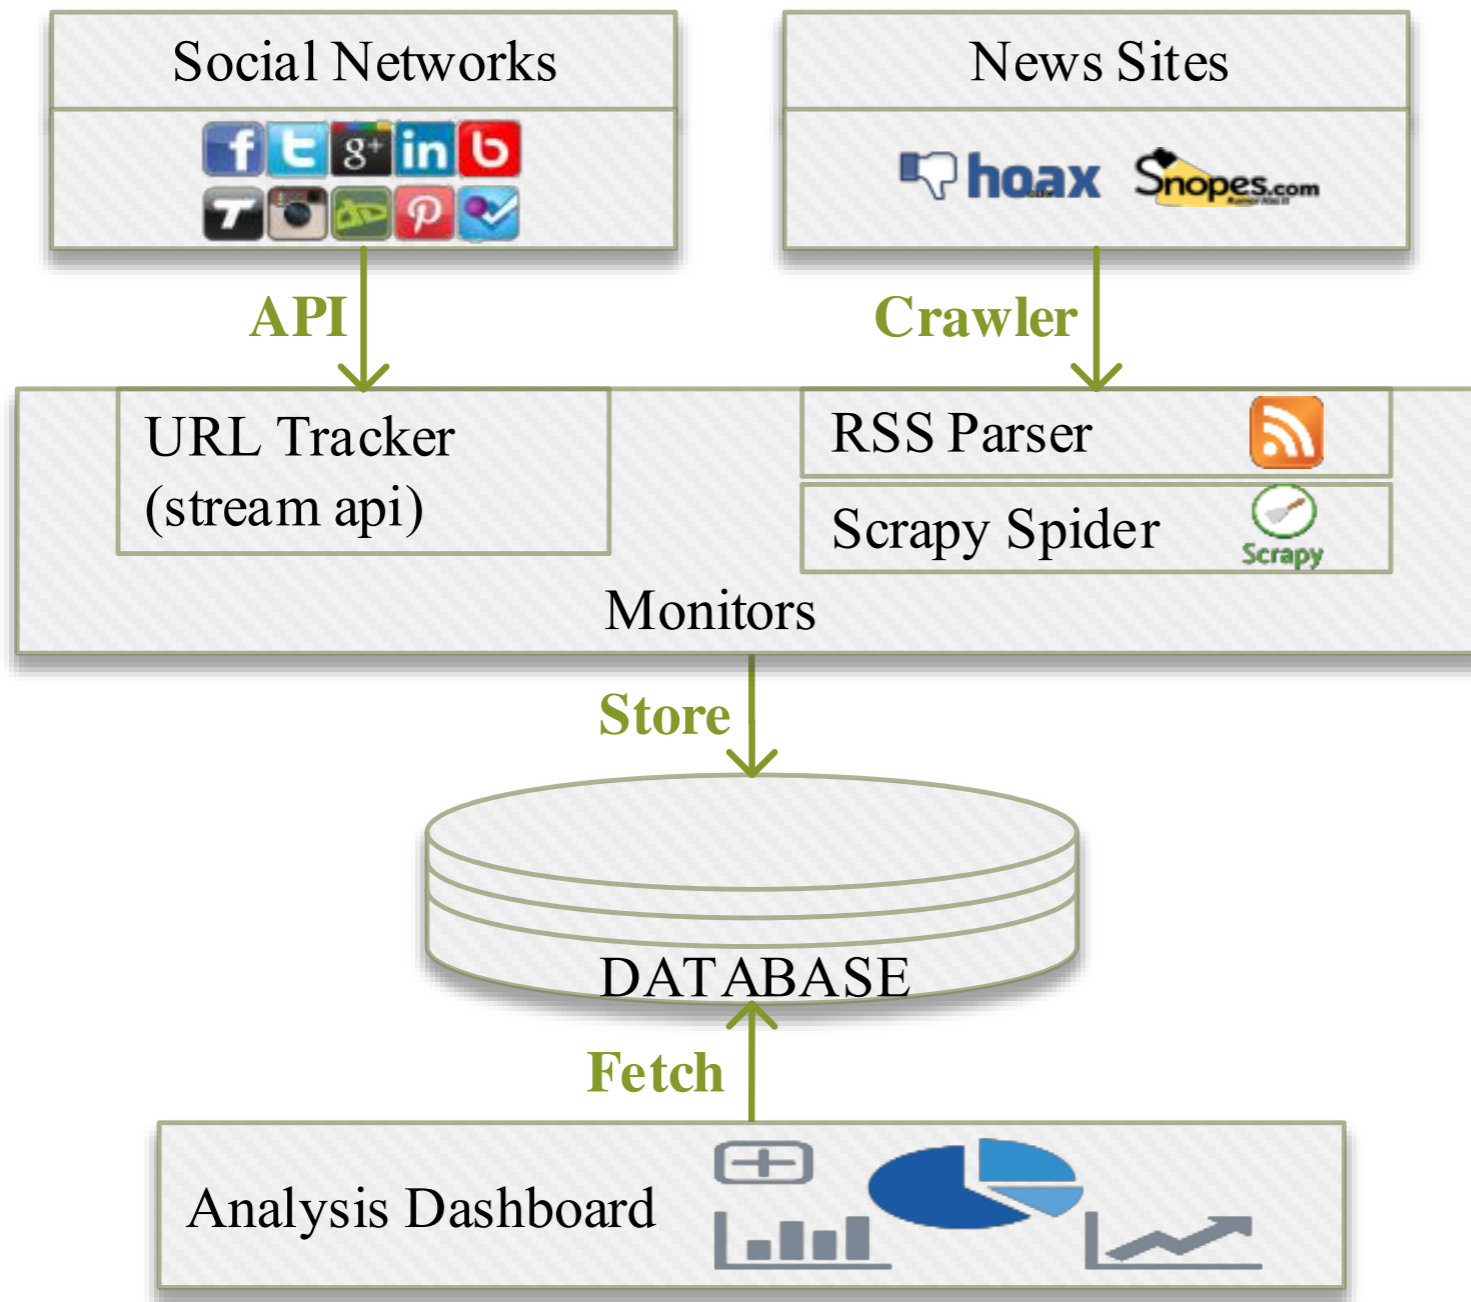 Social Networks
News Sites
f t g+ in b
hoax
Snopes.com
API
Crawler
URL Tracker
(stream api)
RSS Parser
Scrapy Spider
Scrapy
Monitors
Store
DATABASE
Fetch
Analysis Dashboard